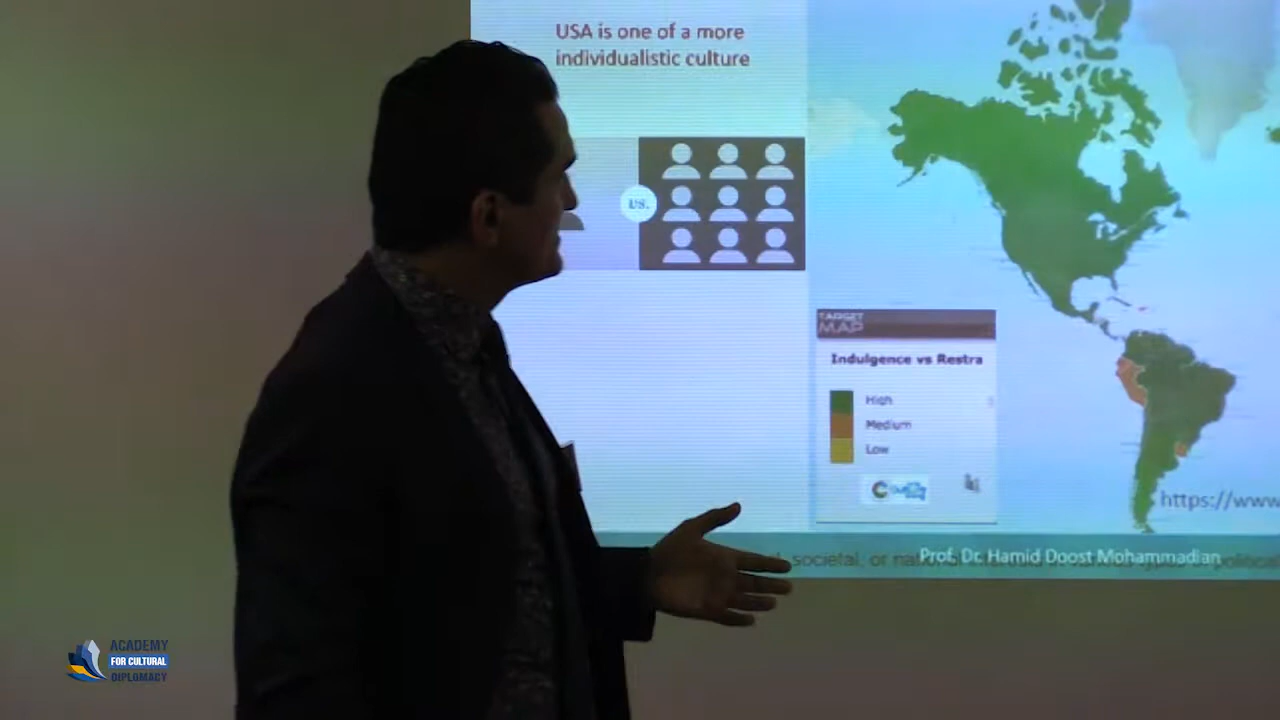 USA is one of a more
individualistic culture
us.
TARGET
MAP
Indulgence vs Restra
High
Medium
Low
https://www
societal, or
Prof. Dr. Hamid Doost Mohammadian
ACADEMY
FOR CULTURAL
DIPLOMACY